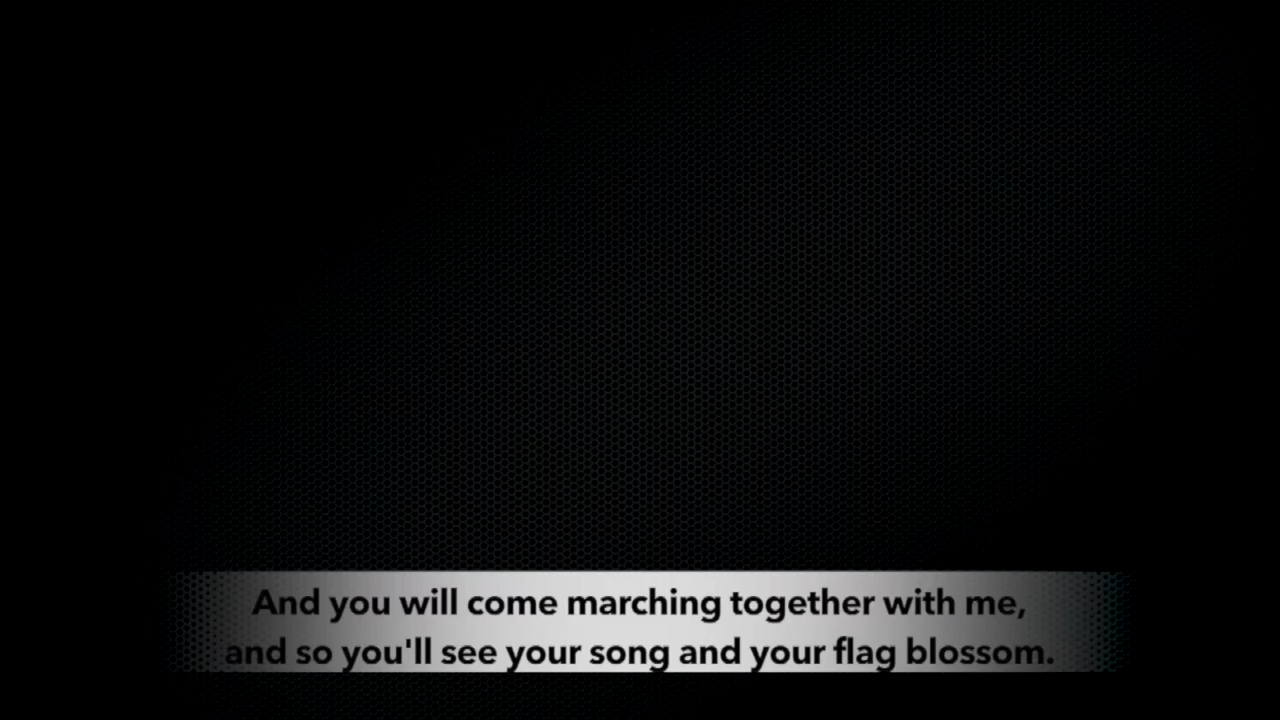 And you will come marching together with me,
and so you'll see your song and your flag blossom.